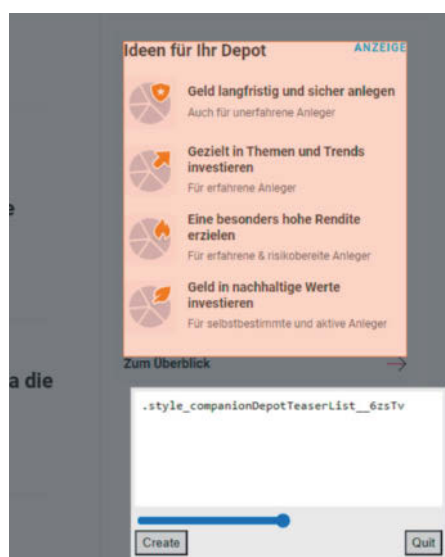 Ideen für Ihr Depot ANZEIGE
Geld langfristig und sicher anlegen
Auch für unerfahrene Anleger
Gezielt in Themen und Trends
investieren
Für erfahrene Anleger
e
Eine besonders hohe Rendite
erzielen
Für erfahrene & risikobereite Anleger
Geld in nachhaltige Werte
investieren
Für selbstbestimmte und aktive Anleger
Zum Überblick
a die
.style_companionDepotTeaserList__6zsTv
Create Quit